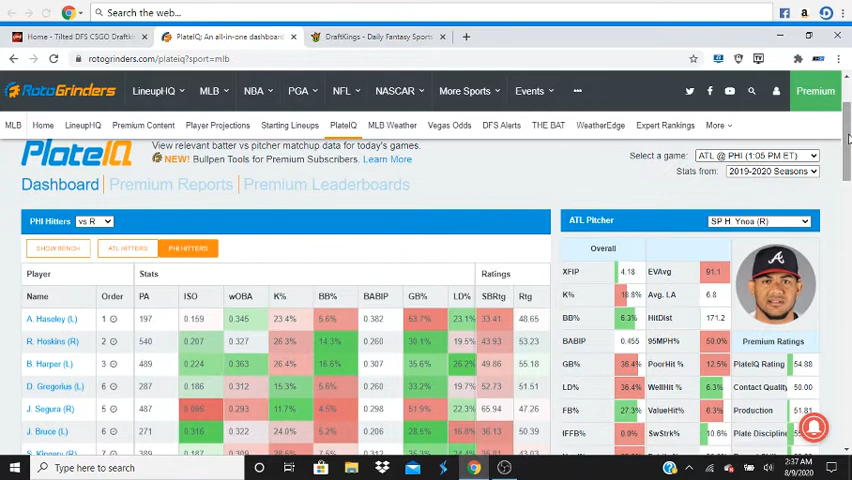 Search the web...
Home - Tilted DFS CSGO Draftki
PlateIQ: An all-in-one dashboard
DraftKings - Daily Fantasy Sports
rotogrinders.com/plateiq?sport=mlb
ROTOGRINDERS
LineupHQ
MLB
NBA
PGA
NFL
NASCAR
More Sports
Events
Premium
MLB
Home
LineupHQ
Premium Content
Player Projections
Starting Lineups
PlateIQ
MLB Weather
Vegas Odds
DFS Alerts
THE BAT
WeatherEdge
Expert Rankings
More
PlateIQ
View relevant batter vs pitcher matchup data for today's games.
NEW! Bullpen Tools for Premium Subscribers. Learn More
Select a game: ATL @ PHI (1:05 PM ET)
Stats from: 2019-2020 Seasons
Dashboard
Premium Reports
Premium Leaderboards
PHI Hitters vs R
ATL Pitcher SP H. Ynoa (R)
SHOW BENCH
ATL HITTERS
PHI HITTERS
Player Stats Ratings
Name Order PA ISO wOBA K% BB% BABIP GB% LD% SBRtg Rtg
A. Haseley (L) 1 197 0.159 0.345 23.4% 5.6% 0.382 53.7% 23.1% 33.41 48.65
R. Hoskins (R) 2 540 0.207 0.327 26.3% 14.3% 0.260 30.1% 19.5% 43.93 53.23
B. Harper (L) 3 489 0.224 0.363 26.4% 16.6% 0.307 35.6% 26.2% 49.86 55.18
D. Gregorius (L) 6 287 0.186 0.312 15.3% 5.6% 0.260 33.2% 19.7% 52.73 51.51
J. Segura (R) 5 487 0.293 11.7% 4.5% 0.298 51.9% 22.3% 65.94 47.26
J. Bruce (L) 6 271 0.316 0.322 24.0% 5.2% 0.206 28.5% 16.8% 36.13 50.39
S. Kingery (R)
Overall
XFIP 4.18
K% 18.8%
BB% 6.3%
BABIP 0.455
GB% 36.4%
LD% 36.4%
FB% 27.3%
IFFB% 0.0%
EVAvg 91.1
Avg. LA 6.8
HitDist 171.2
95MPH% 50.0%
PoorHit % 12.5%
WellHit % 6.3%
ValueHit% 6.3%
SwStrk% 10.6%
Premium Ratings
PlateIQ Rating 54.88
Contact Quality 50.00
Production 51.81
Plate Disciplin
Type here to search
2:37 AM
8/9/2020